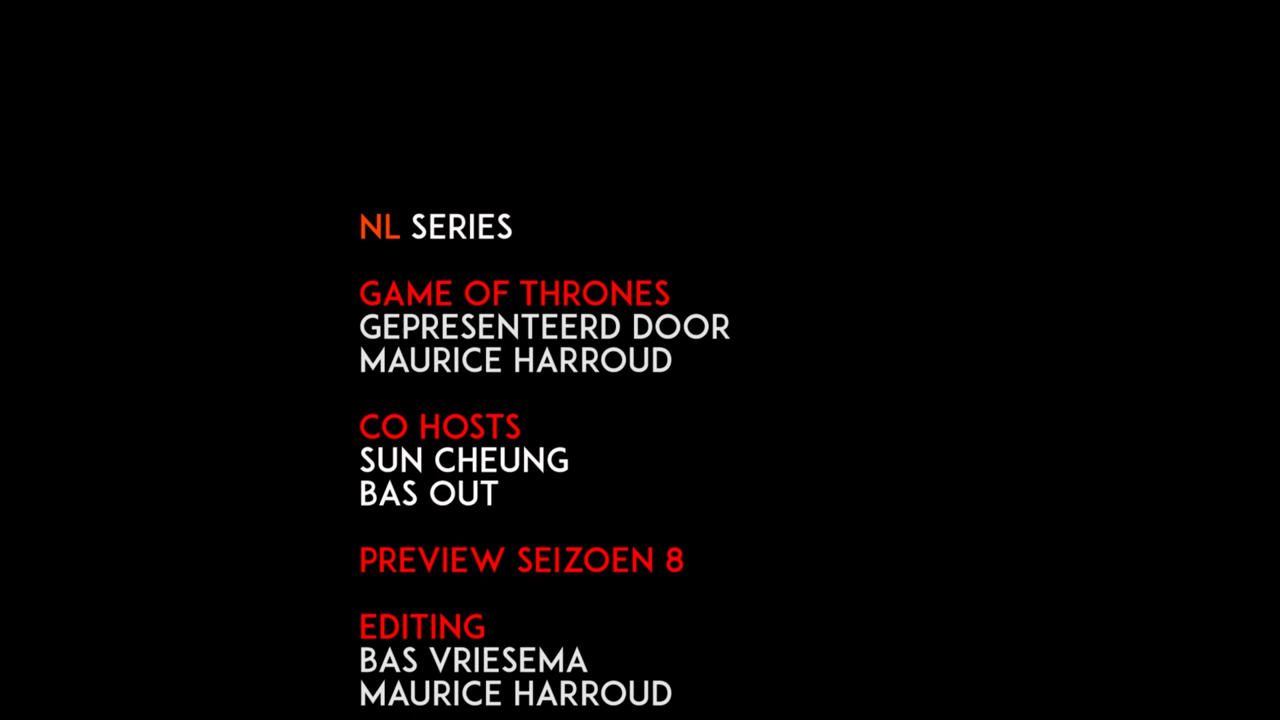 NL SERIES
GAME OF THRONES
GEPRESENTEERD DOOR
MAURICE HARROUD
CO HOSTS
SUN CHEUNG
BAS OUT
PREVIEW SEIZOEN 8
EDITING
BAS VRIESEMA
MAURICE HARROUD